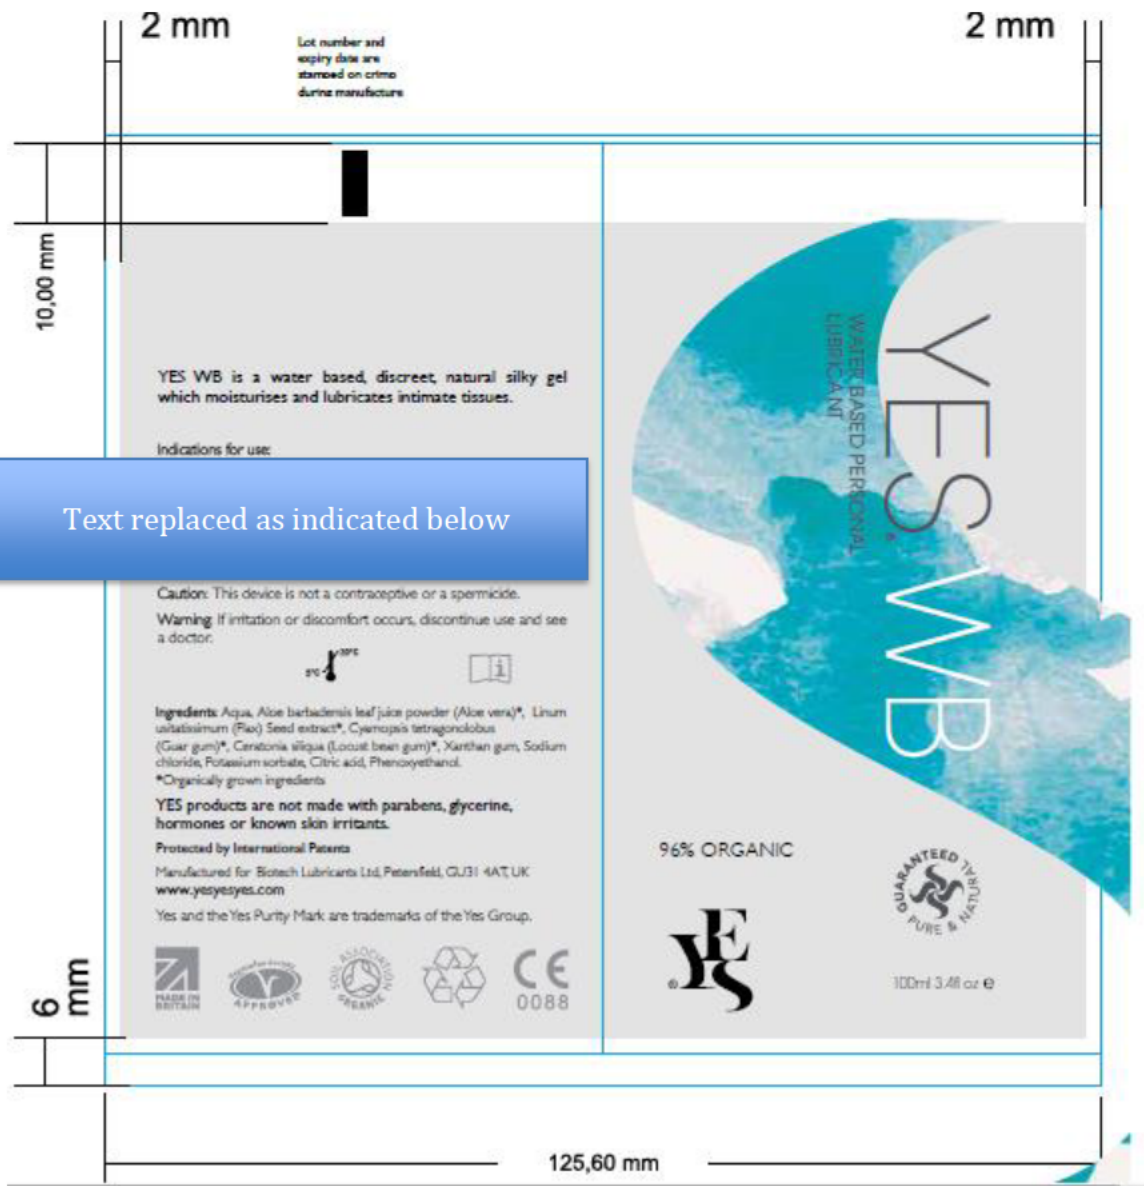 2 mm
2 mm
Lot number and
expiry date are
stamped on crimp
during manufacture
10,00 mm
YES WB is a water based, discreet, natural silky gel
which moisturises and lubricates intimate tissues.
Indications for use:
Text replaced as indicated below
Caution: This device is not a contraceptive or a spermicide.
Warning: If irritation or discomfort occurs, discontinue use and see
a doctor.
5°C
Ingredients: Aqua, Aloe barbadensis leaf juice powder (Aloe vera)*, Linum
usitatissimum (Flax) Seed extract*, Cyamopsis tetragonolobus
(Guar gum)*, Ceratonia siliqua (Locust bean gum)*, Xanthan gum, Sodium
chloride, Potassium sorbate, Citric acid, Phenoxyethanol.
*Organically grown ingredients
YES products are not made with parabens, glycerine,
hormones or known skin irritants.
Protected by International Patents
Manufactured for Biotech Lubricants Ltd, Petersfield, GU31 4AT, UK
www.yesyesyes.com
Yes and the Yes Purity Mark are trademarks of the Yes Group.
MADE IN
BRITAIN
APPROVED
SOIL ASSOCIATION
ORGANIC
CE
0088
6
mm
YES® WB
WATER BASED PERSONAL
LUBRICANT
96% ORGANIC
GUARANTEED
PURE & NATURAL
YES
®
100ml 3.4fl oz e
125,60 mm